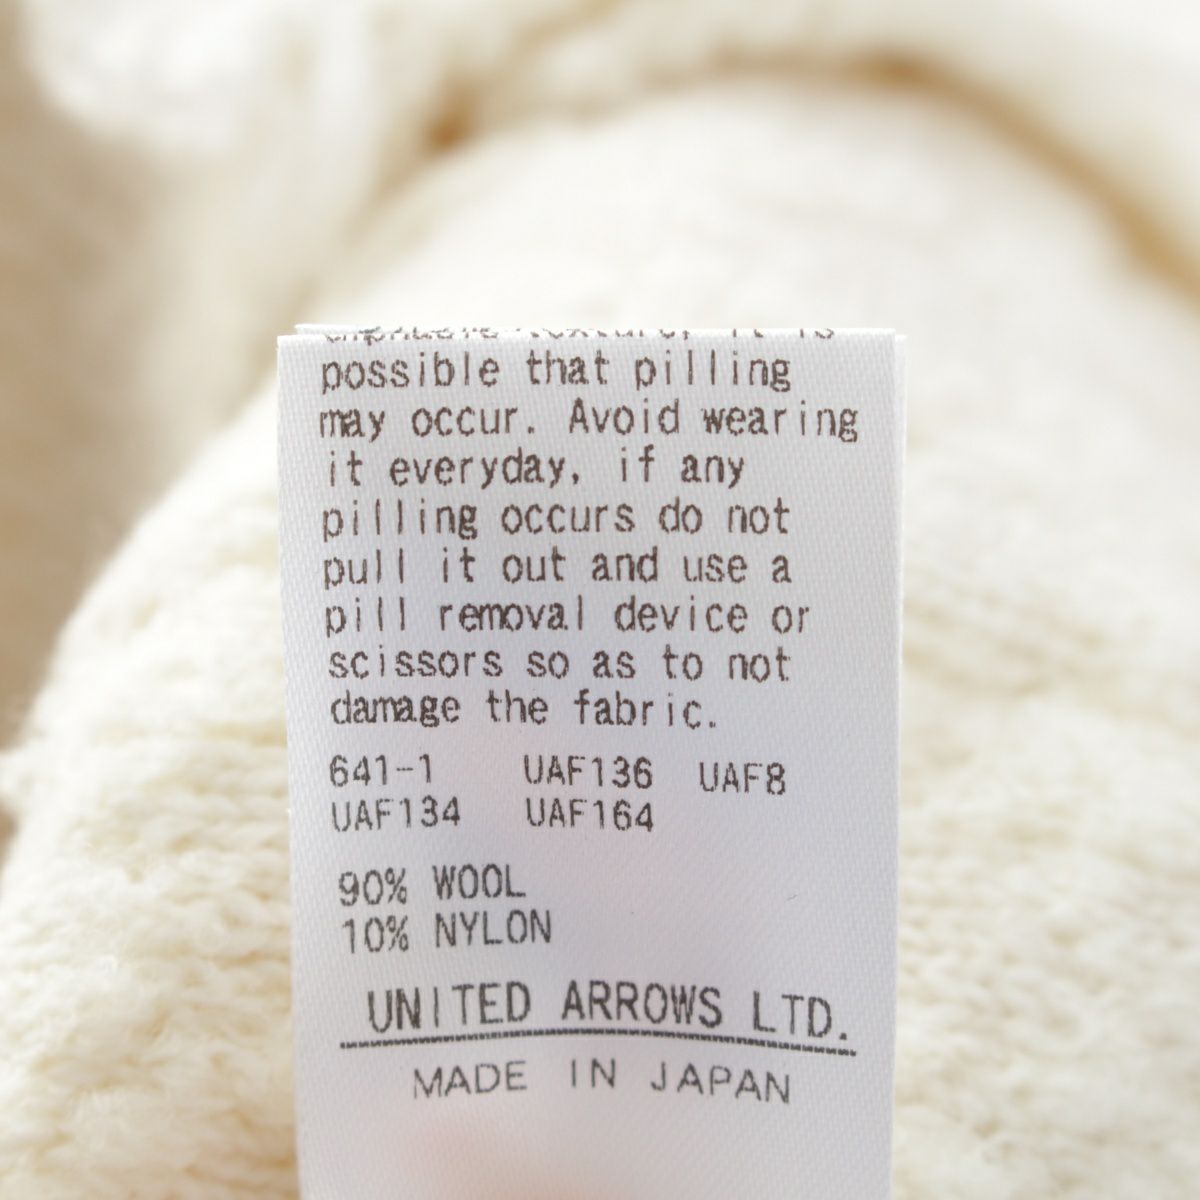 it is
possible that pilling
may occur. Avoid wearing
it everyday, if any
pilling occurs do not
pull it out and use a
pill removal device or
scissors so as to not
damage the fabric.
641-1 UAF136 UAF8
UAF134 UAF164
90% WOOL
10% NYLON
UNITED ARROWS LTD.
MADE IN JAPAN